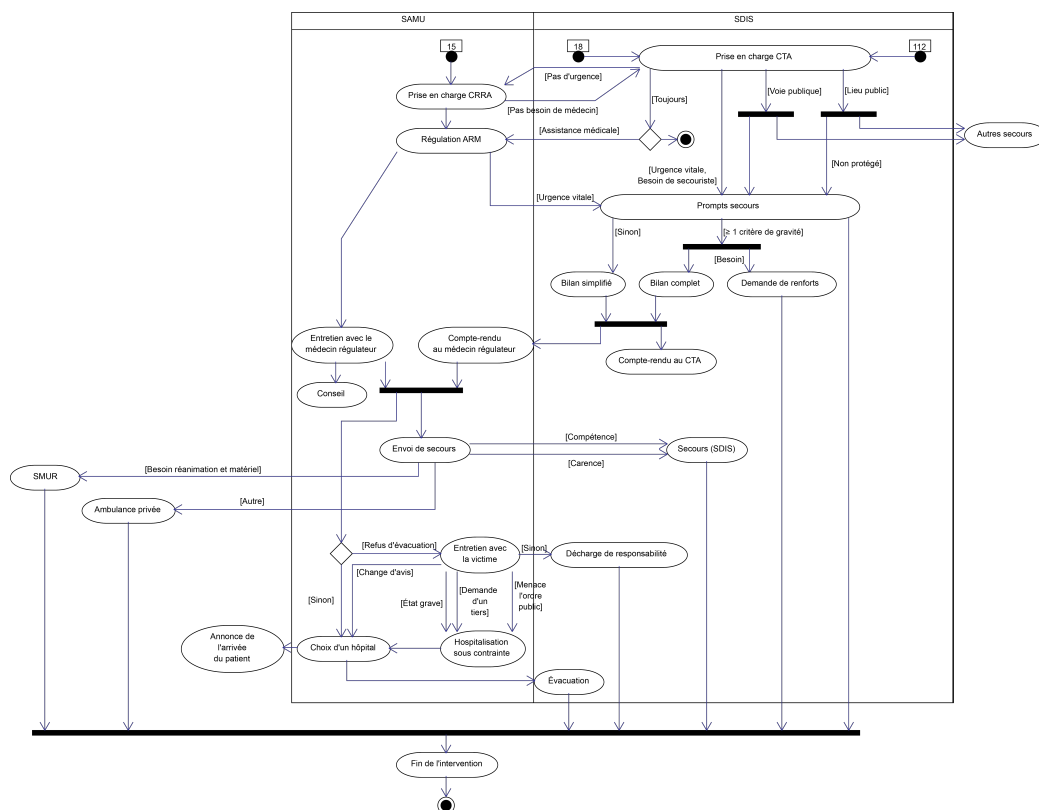 SAMU
SDIS
15
18
112
Prise en charge CTA
[Pas d'urgence]
Prise en charge CRRA
[Pas besoin de médecin]
[Toujours]
[Voie publique]
[Lieu public]
Régulation ARM
[Assistance médicale]
Autres secours
[Non protégé]
[Urgence vitale,
Besoin de secouriste]
[Urgence vitale]
Prompts secours
[Sinon]
[≥ 1 critère de gravité]
[Besoin]
Bilan simplifié
Bilan complet
Demande de renforts
Entretien avec le
médecin régulateur
Compte-rendu
au médecin régulateur
Compte-rendu au CTA
Conseil
Envoi de secours
[Compétence]
[Carence]
Secours (SDIS)
[Besoin réanimation et matériel]
SMUR
[Autre]
Ambulance privée
[Refus d'évacuation]
Entretien avec
la victime
[Sinon]
Décharge de responsabilité
[Change d'avis]
[Sinon]
[État grave]
[Demande
d'un
tiers]
[Menace
l'ordre
public]
Annonce de
l'arrivée
du patient
Choix d'un hôpital
Hospitalisation
sous contrainte
Évacuation
Fin de l'intervention